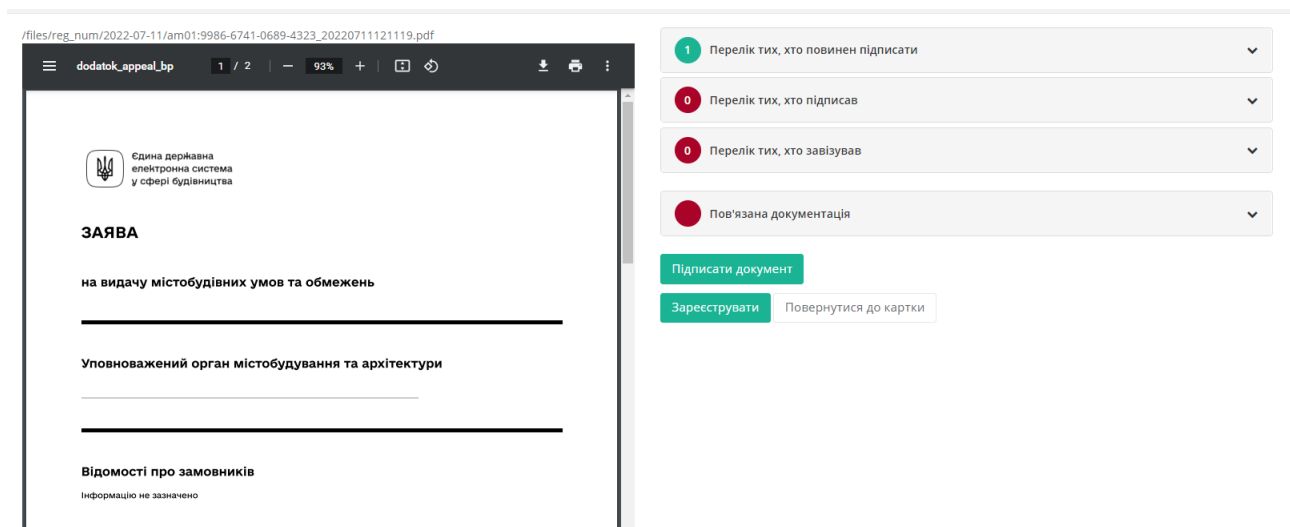 /files/reg_num/2022-07-11/am01:9986-6741-0689-4323_20220711121119.pdf
dodatok_appeal_bp 1 / 2 93%
Єдина державна
електронна система
у сфері будівництва
ЗАЯВА
на видачу містобудівних умов та обмежень
Уповноважений орган містобудування та архітектури
Відомості про замовників
Інформацію не зазначено
1 Перелік тих, хто повинен підписати
0 Перелік тих, хто підписав
0 Перелік тих, хто завізував
Пов'язана документація
Підписати документ
Зареєструвати Повернутися до картки